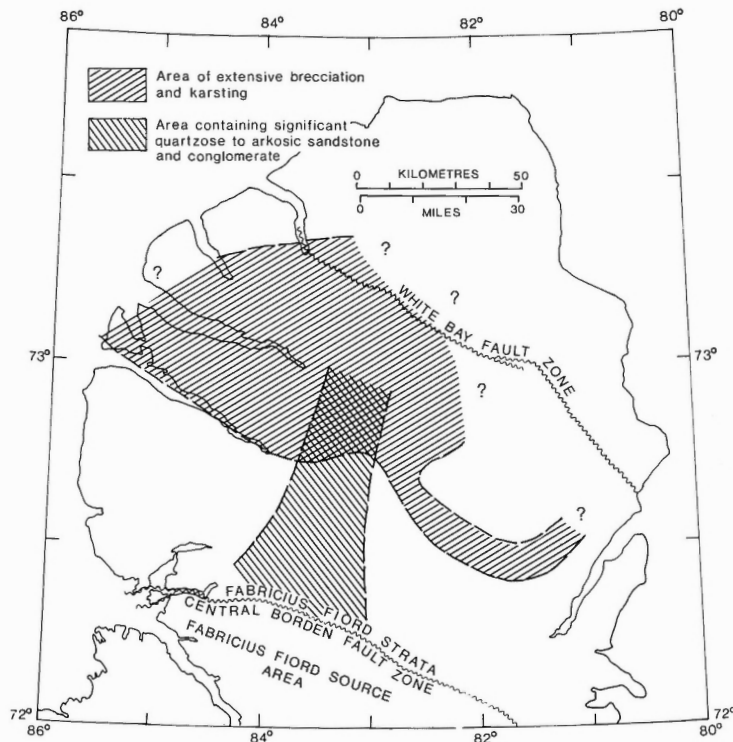 86°
84°
82°
80°
Area of extensive brecciation
and karsting
Area containing significant
quartzose to arkosic sandstone
and conglomerate
0 KILOMETRES 50
0 MILES 30
?
?
?
WHITE BAY FAULT ZONE
73°
73°
?
?
FABRICIUS FIORD STRATA
CENTRAL BORDEN FAULT ZONE
FABRICIUS FIORD SOURCE
AREA
72°
72°
86°
84°
82°
80°